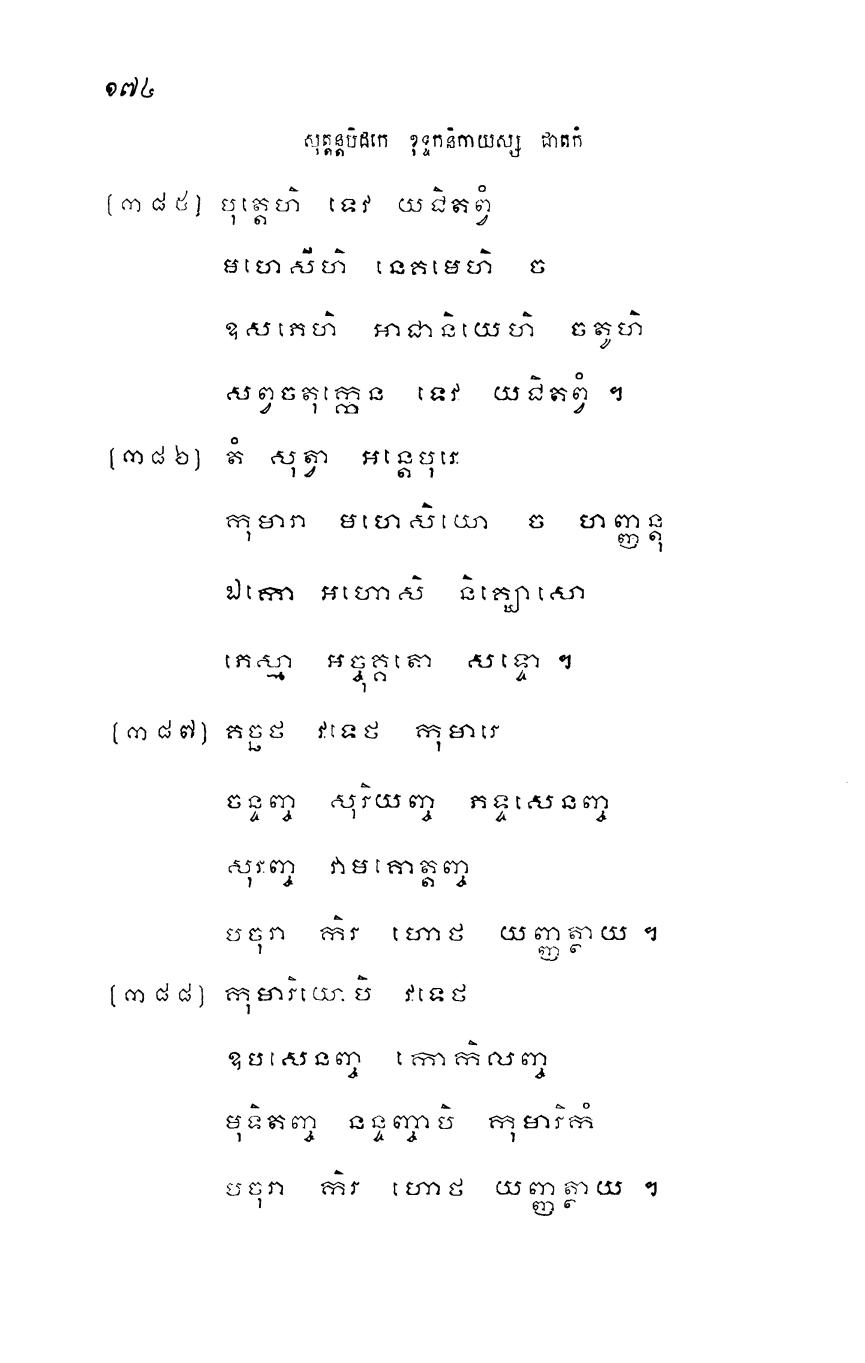 ១៧៤
សុត្តន្តបិដកេ ខុទ្ទកនិកាយស្ស ជាតកំ
[៣៨៥] បុត្តេហិ ទេវ យជិតព្វំ
មហេសីហិ នេគមេហិ ច
ឧសភេហិ អាជានិយេហិ ចតូហិ
សព្វចតុក្កេន ទេវ យជិតព្វំ ។
[៣៨៦] តំ សុត្វា អន្តេបុរេ
កុមារា មហេសិយោ ច ហញ្ញន្តុ
ឯកោ អហោសិ និគ្ឃោសោ
ភេស្មា អច្ចុគ្គតោ សទ្ទោ ។
[៣៨៧] គច្ឆថ វទេថ កុមារេ
ចន្ទញ្ច សុរិយញ្ច ភទ្ទសេនញ្ច
សុរញ្ច វាមគោត្តញ្ច
បចុរា កិរ ហោថ យញ្ញត្ថាយ ។
[៣៨៨] កុមារិយោបិ វទេថ
ឧបសេនញ្ច កោកិលញ្ច
មុទិតញ្ច នន្ទញ្ចាបិ កុមារិកំ
បចុរា កិរ ហោថ យញ្ញត្ថាយ ។